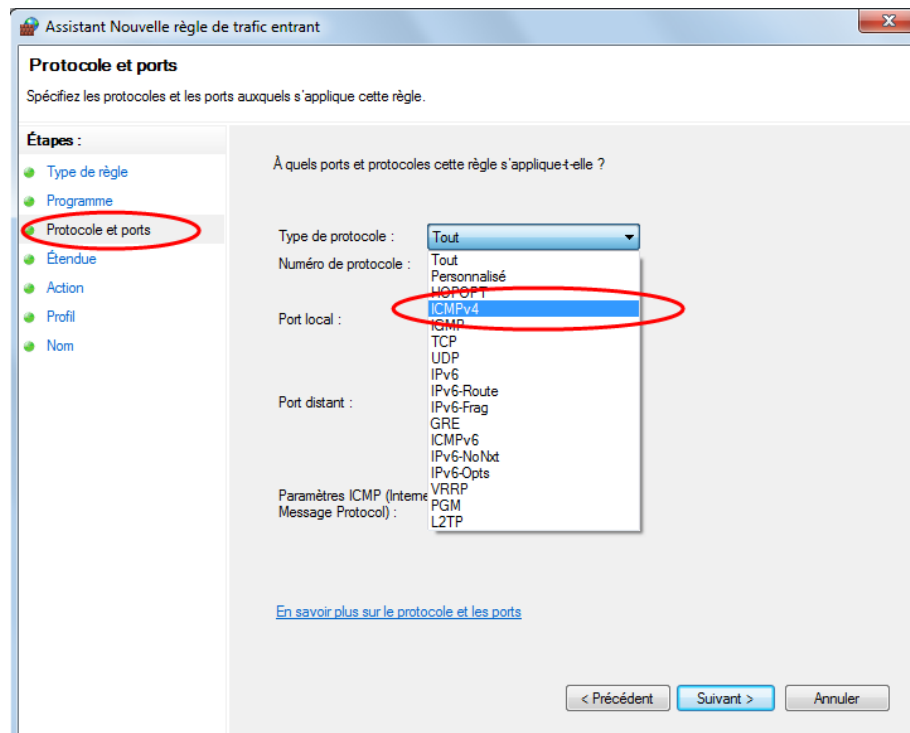 Assistant Nouvelle règle de trafic entrant
Protocole et ports
Spécifiez les protocoles et les ports auxquels s'applique cette règle.
Étapes :
Type de règle
Programme
Protocole et ports
Étendue
Action
Profil
Nom
À quels ports et protocoles cette règle s'applique-t-elle ?
Type de protocole : Tout
Numéro de protocole :
Tout
Personnalisé
HOPOPT
ICMPv4
IGMP
TCP
UDP
IPv6
IPv6-Route
IPv6-Frag
GRE
ICMPv6
IPv6-NoNxt
IPv6-Opts
VRRP
PGM
L2TP
Port local :
Port distant :
Paramètres ICMP (Interne
Message Protocol) :
En savoir plus sur le protocole et les ports
< Précédent Suivant > Annuler